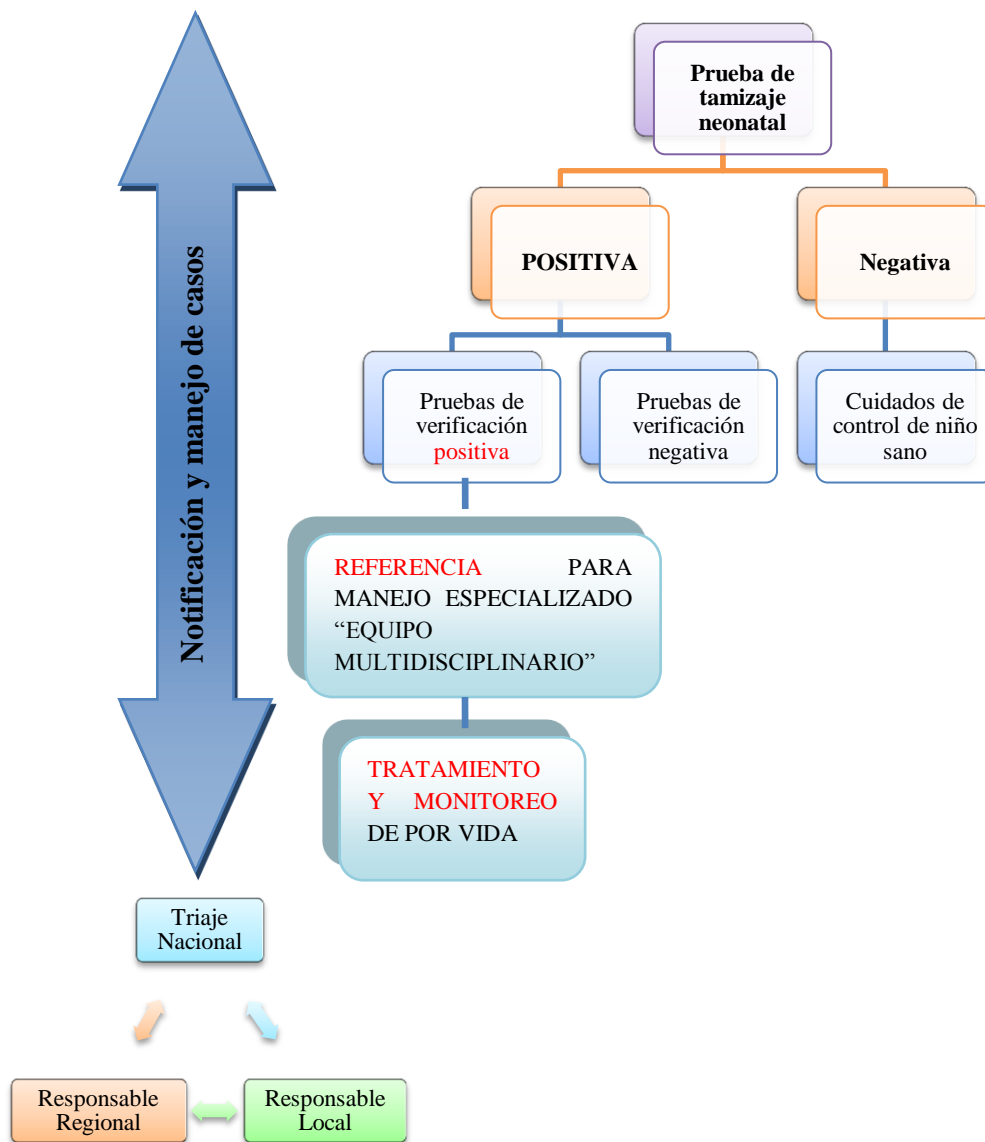 Prueba de
tamizaje
neonatal
POSITIVA
Negativa
Pruebas de
verificación
positiva
Pruebas de
verificación
negativa
Cuidados de
control de niño
sano
Notificación y manejo de casos
REFERENCIA PARA
MANEJO ESPECIALIZADO
“EQUIPO
MULTIDISCIPLINARIO”
TRATAMIENTO
Y MONITOREO
DE POR VIDA
Triaje
Nacional
Responsable
Regional
Responsable
Local